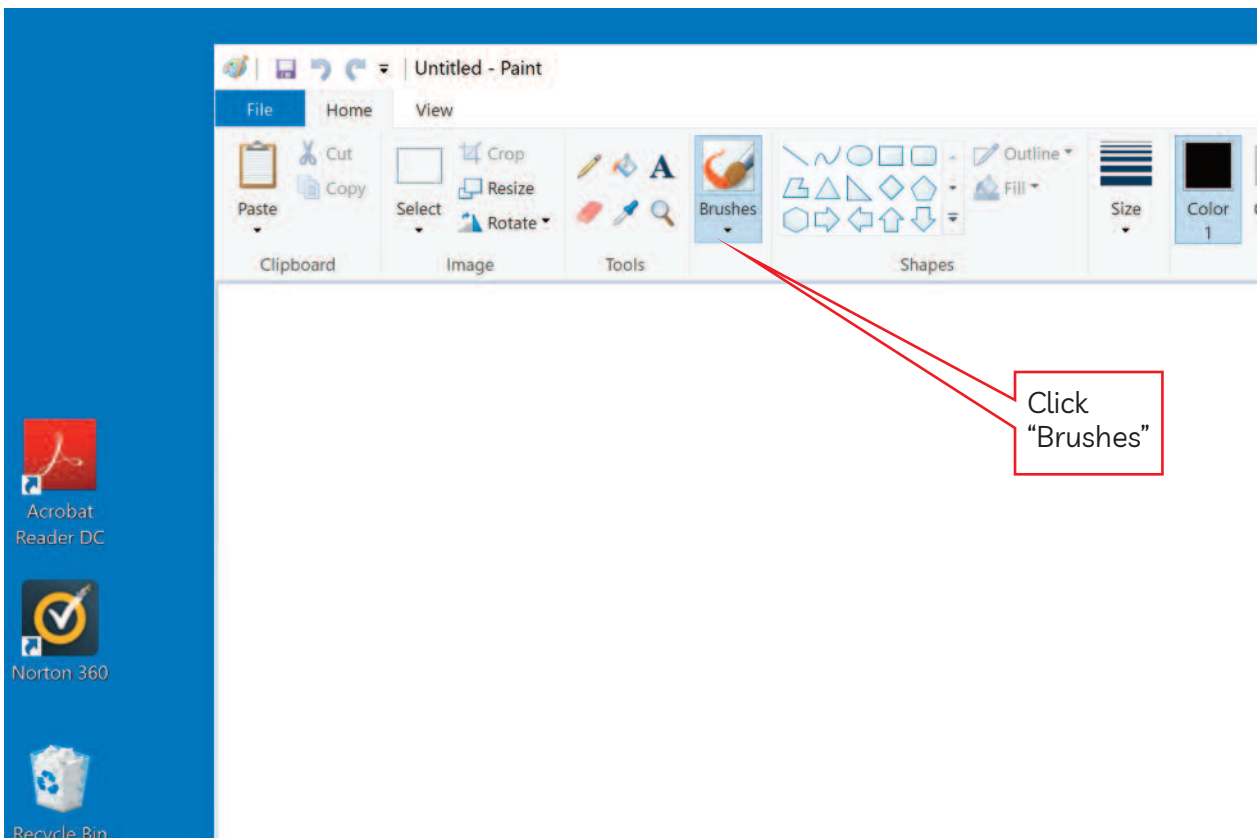 Untitled - Paint
File Home View
Cut
Copy
Paste
Clipboard
Select
Crop
Resize
Rotate
Image
A
Tools
Brushes
Outline
Fill
Shapes
Size
Color
1
Click
“Brushes”
Acrobat
Reader DC
Norton 360
Recycle Bin